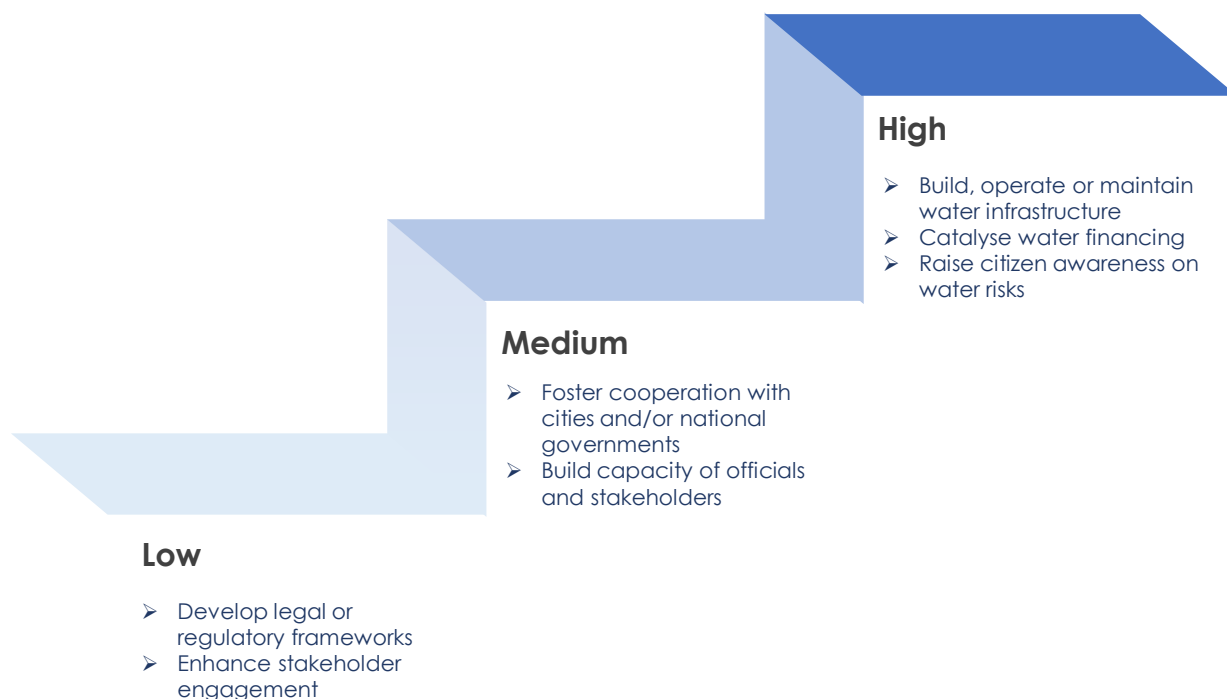 High
➢ Build, operate or maintain
water infrastructure
➢ Catalyse water financing
➢ Raise citizen awareness on
water risks
Medium
➢ Foster cooperation with
cities and/or national
governments
➢ Build capacity of officials
and stakeholders
Low
➢ Develop legal or
regulatory frameworks
➢ Enhance stakeholder
engagement